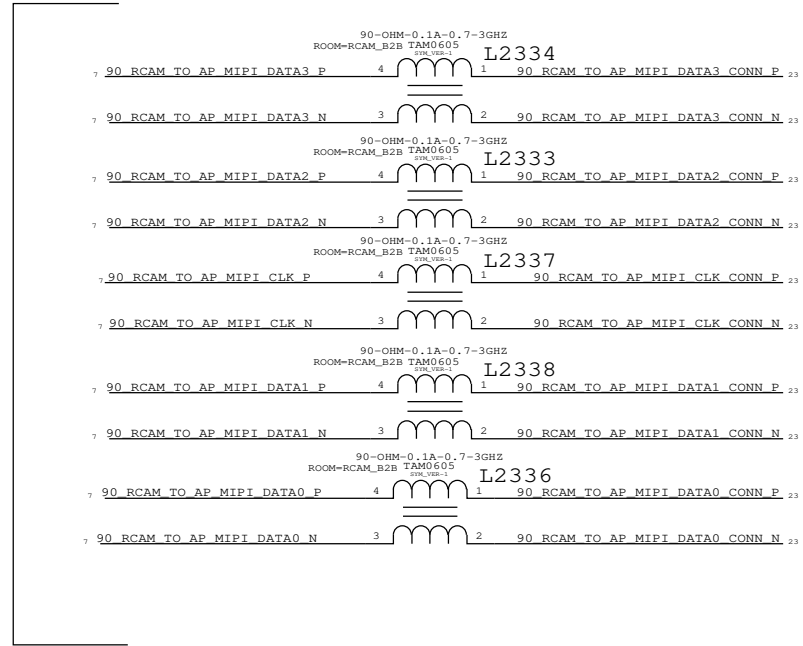 90-OHM-0.1A-0.7-3GHZ
ROOM=RCAM_B2B TAM0605
SYM_VER-1
L2334
7 90_RCAM_TO_AP_MIPI_DATA3_P 4 1 90_RCAM_TO_AP_MIPI_DATA3_CONN_P 23
7 90_RCAM_TO_AP_MIPI_DATA3_N 3 2 90_RCAM_TO_AP_MIPI_DATA3_CONN_N 23
90-OHM-0.1A-0.7-3GHZ
ROOM=RCAM_B2B TAM0605
SYM_VER-1
L2333
7 90_RCAM_TO_AP_MIPI_DATA2_P 4 1 90_RCAM_TO_AP_MIPI_DATA2_CONN_P 23
7 90_RCAM_TO_AP_MIPI_DATA2_N 3 2 90_RCAM_TO_AP_MIPI_DATA2_CONN_N 23
90-OHM-0.1A-0.7-3GHZ
ROOM=RCAM_B2B TAM0605
SYM_VER-1
L2337
7 90_RCAM_TO_AP_MIPI_CLK_P 4 1 90_RCAM_TO_AP_MIPI_CLK_CONN_P 23
7 90_RCAM_TO_AP_MIPI_CLK_N 3 2 90_RCAM_TO_AP_MIPI_CLK_CONN_N 23
90-OHM-0.1A-0.7-3GHZ
ROOM=RCAM_B2B TAM0605
SYM_VER-1
L2338
7 90_RCAM_TO_AP_MIPI_DATA1_P 4 1 90_RCAM_TO_AP_MIPI_DATA1_CONN_P 23
7 90_RCAM_TO_AP_MIPI_DATA1_N 3 2 90_RCAM_TO_AP_MIPI_DATA1_CONN_N 23
90-OHM-0.1A-0.7-3GHZ
ROOM=RCAM_B2B TAM0605
SYM_VER-1
L2336
7 90_RCAM_TO_AP_MIPI_DATA0_P 4 1 90_RCAM_TO_AP_MIPI_DATA0_CONN_P 23
7 90_RCAM_TO_AP_MIPI_DATA0_N 3 2 90_RCAM_TO_AP_MIPI_DATA0_CONN_N 23